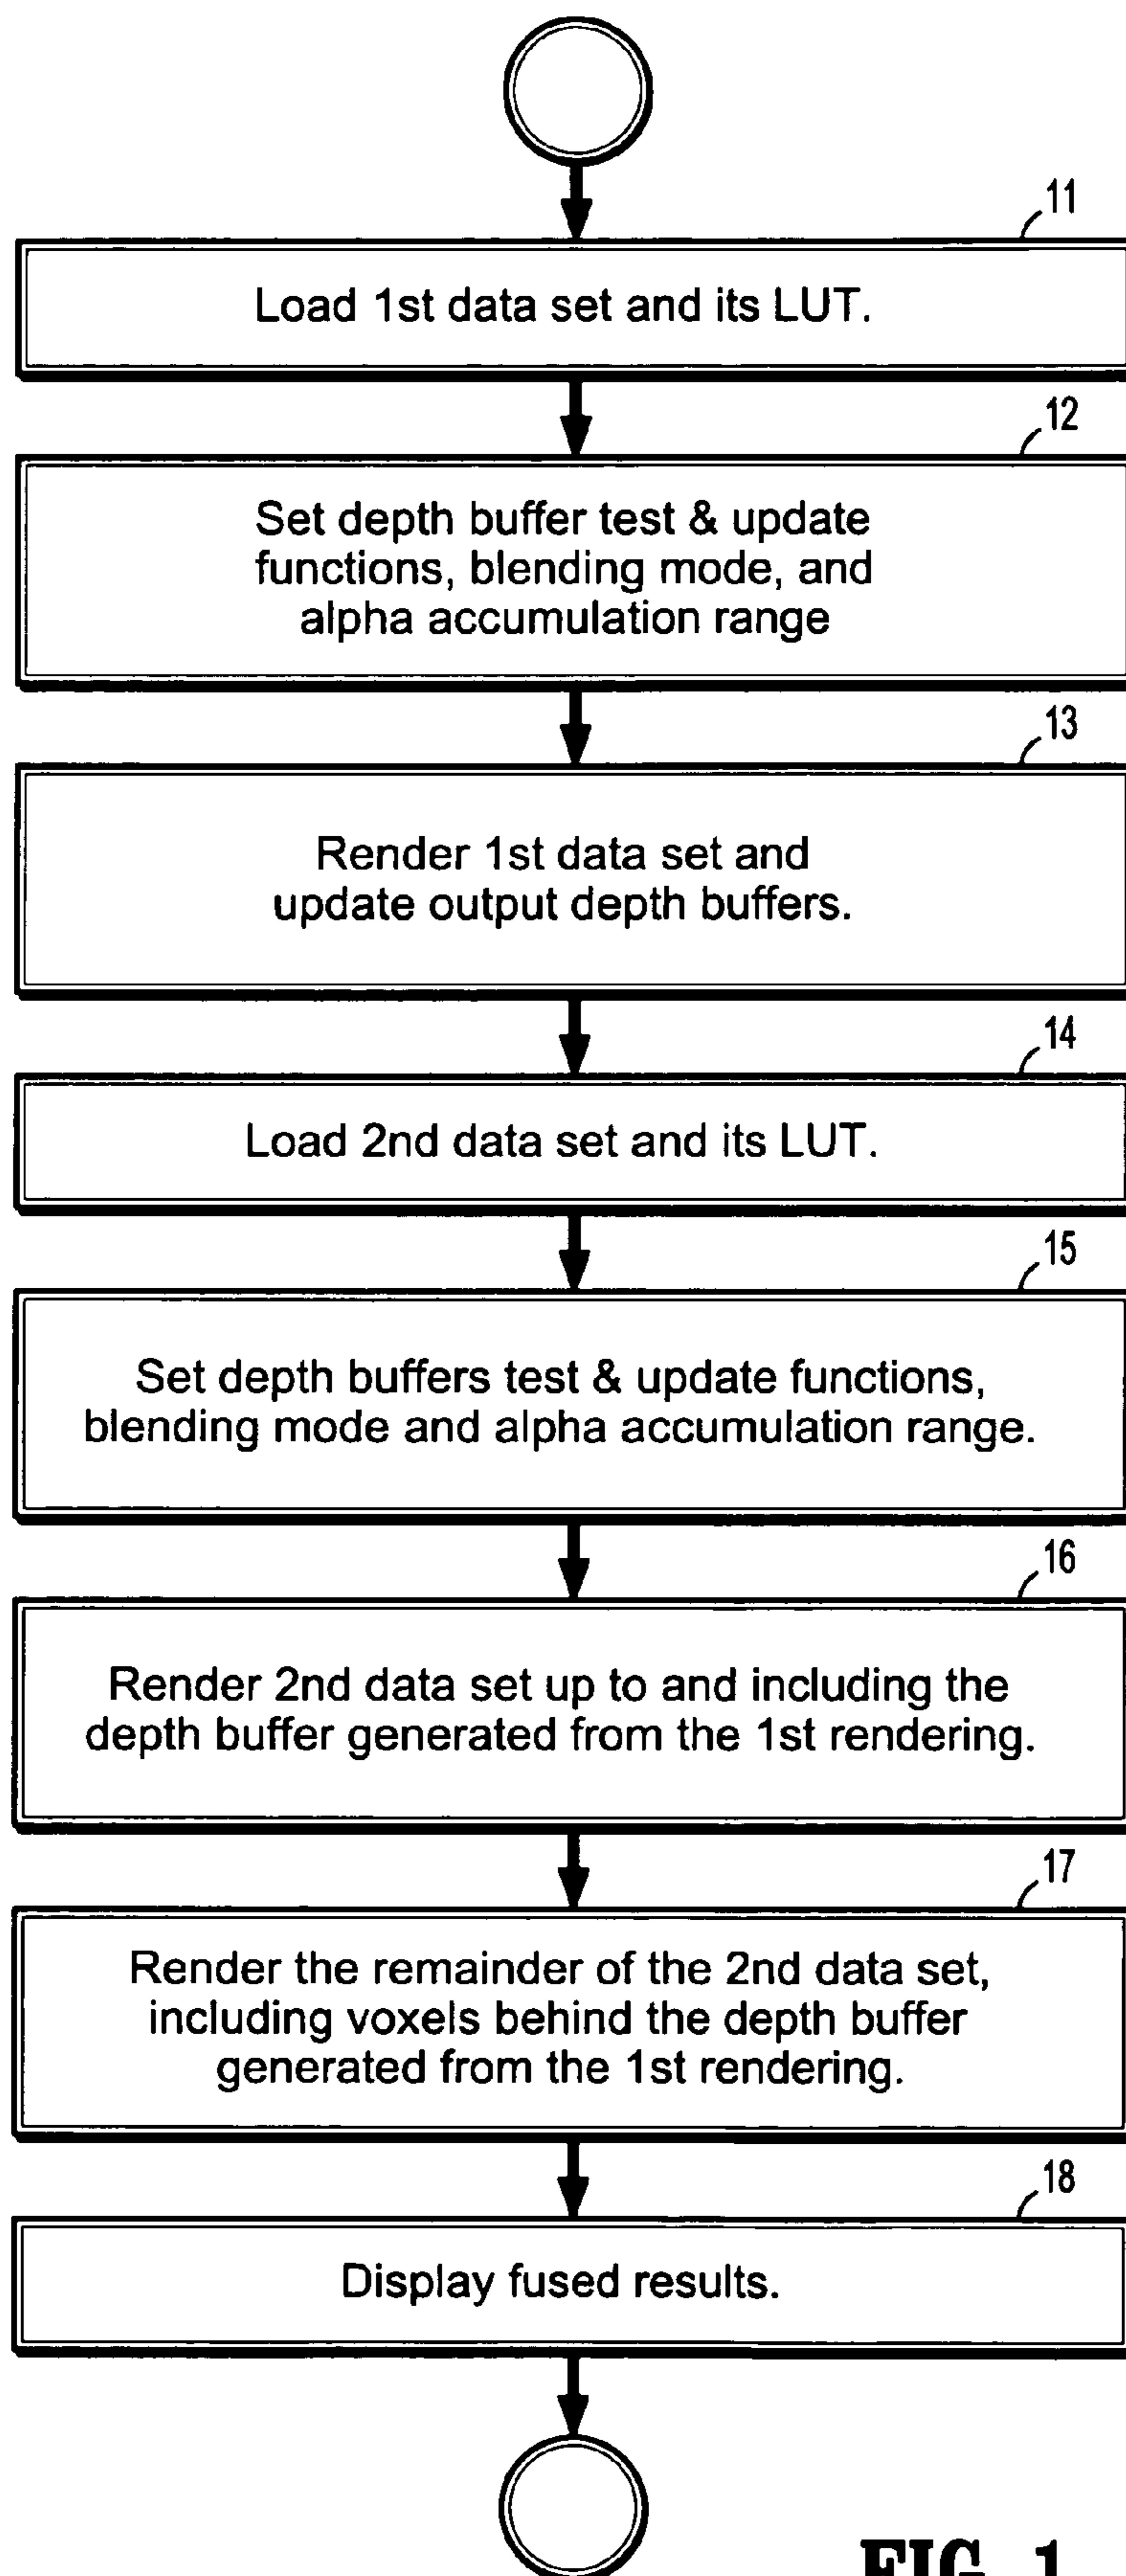 11
Load 1st data set and its LUT.
12
Set depth buffer test & update
functions, blending mode, and
alpha accumulation range
13
Render 1st data set and
update output depth buffers.
14
Load 2nd data set and its LUT.
15
Set depth buffers test & update functions,
blending mode and alpha accumulation range.
16
Render 2nd data set up to and including the
depth buffer generated from the 1st rendering.
17
Render the remainder of the 2nd data set,
including voxels behind the depth buffer
generated from the 1st rendering.
18
Display fused results.
FIG. 1